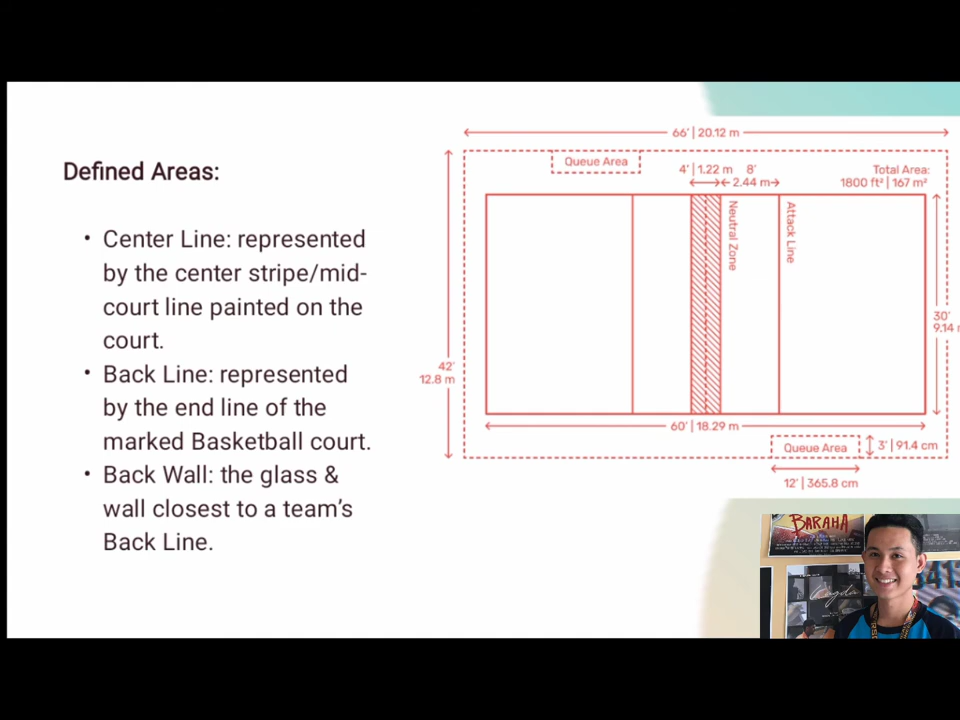 Defined Areas:
• Center Line: represented
by the center stripe/mid-
court line painted on the
court.
• Back Line: represented
by the end line of the
marked Basketball court.
• Back Wall: the glass &
wall closest to a team’s
Back Line.
66' | 20.12 m
Queue Area
4' | 1.22 m
8'
2.44 m
Total Area:
1800 ft² | 167 m²
Neutral Zone
Attack Line
42'
12.8 m
30'
9.14 m
60' | 18.29 m
Queue Area
3' | 91.4 cm
12' | 365.8 cm
BARAHA